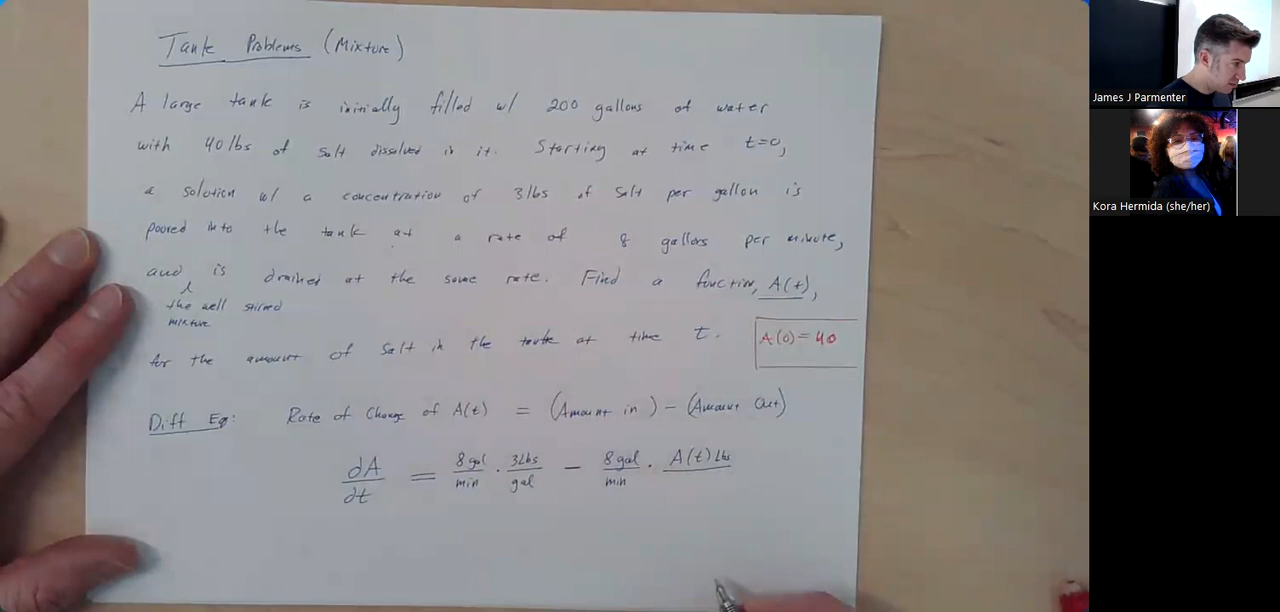 Tank Problems (Mixture)
A large tank is initially filled w/ 200 gallons of water
with 40 lbs of salt dissolved in it. Starting at time t=0,
a solution w/ a concentration of 3 lbs of salt per gallon is
poored into the tank at a rate of 8 gallons per minute,
and is drained at the same rate. Find a function, A(t),
the well stirred
mixture
for the amount of salt in the tank at time t.
A(0) = 40
Diff Eq: Rate of Change of A(t) = (Amount in) - (Amount Out)
dA/dt = 8 gal/min · 3 Lbs/gal - 8 gal/min · A(t) Lbs
James J Parmenter
Kora Hermida (she/her)